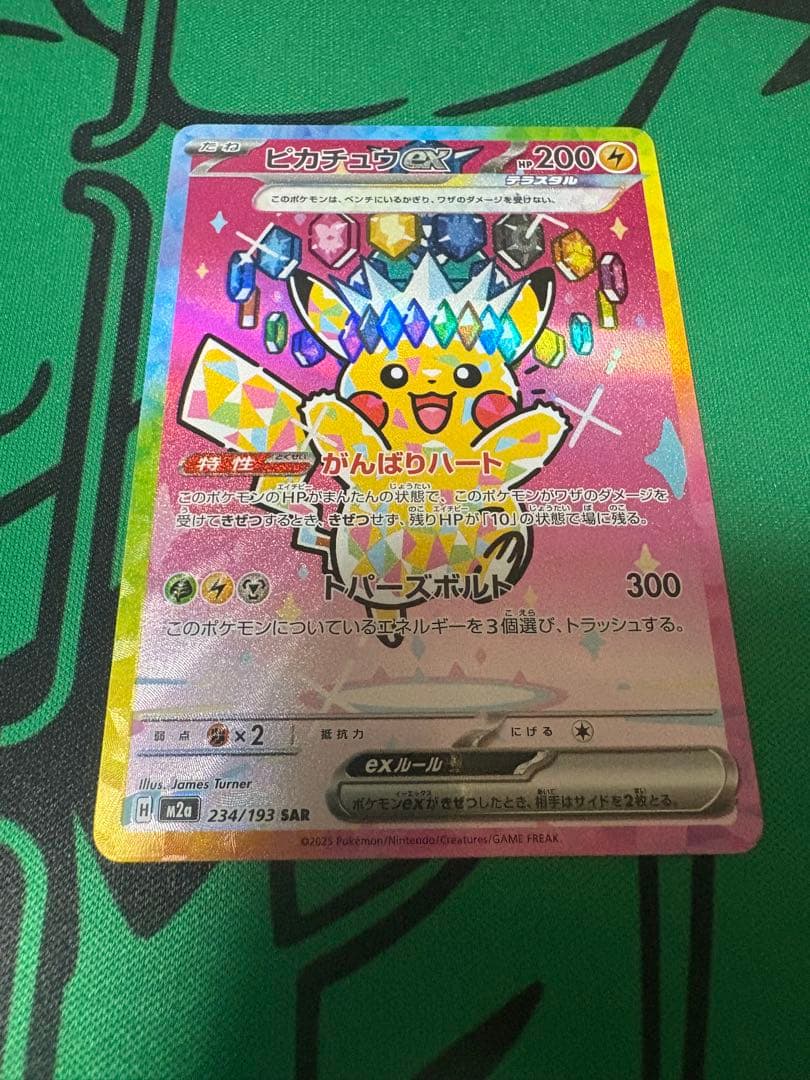 たね ピカチュウex HP200
テラスタル
このポケモンは、ベンチにいるかぎり、ワザのダメージを受けない。
特性 とくせい がんばりハート
このポケモンのHPがまんたんの状態で、このポケモンがワザのダメージを
受けてきぜつするとき、きぜつせず、残りHPが「10」の状態で場に残る。
トパーズボルト 300
このポケモンについているエネルギーを3個選び、トラッシュする。
弱点 ×2 抵抗力 にげる
exルール
ポケモンexがきぜつしたとき、相手はサイドを2枚とる。
Illus. James Turner
H M2a 234/193 SAR
©2025 Pokémon/Nintendo/Creatures/GAME FREAK.